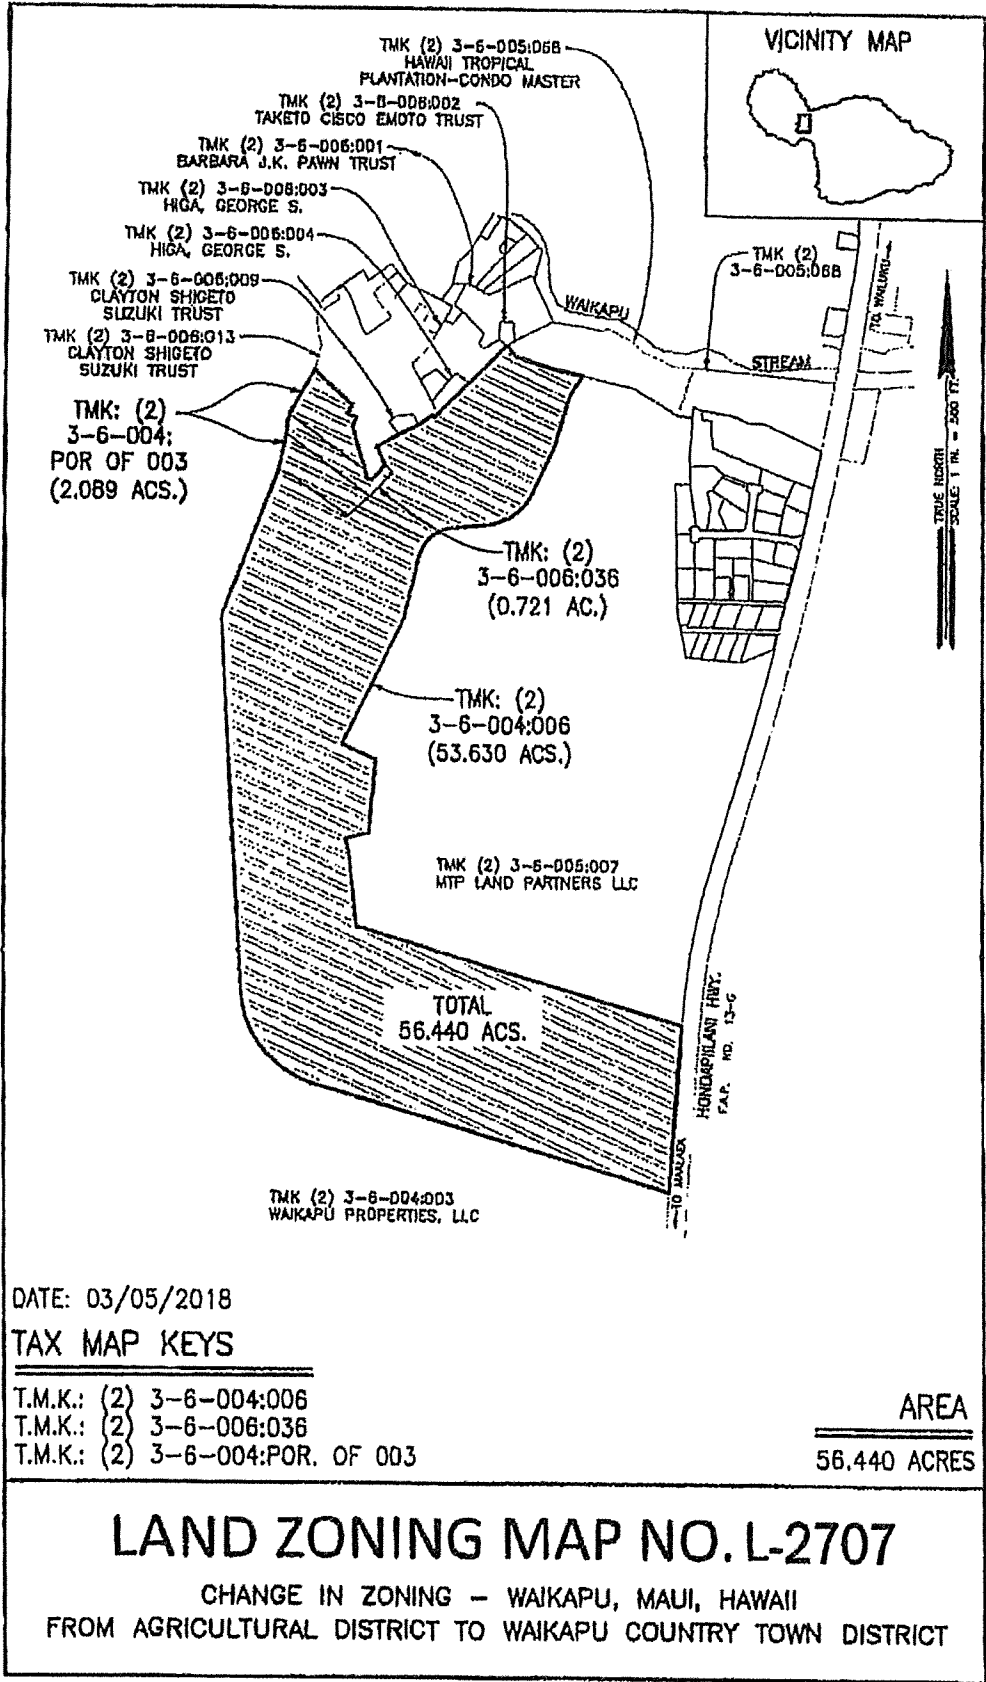 VICINITY MAP
TMK (2) 3-6-005:068
HAWAII TROPICAL
PLANTATION-CONDO MASTER
TMK (2) 3-6-006:002
TAKETO CISCO EMOTO TRUST
TMK (2) 3-6-006:001
BARBARA J.K. PAWN TRUST
TMK (2) 3-6-006:003
HIGA, GEORGE S.
TMK (2) 3-6-006:004
HIGA, GEORGE S.
TMK (2) 3-6-006:009
CLAYTON SHIGETO
SUZUKI TRUST
TMK (2) 3-6-006:013
CLAYTON SHIGETO
SUZUKI TRUST
TMK: (2)
3-6-004:
POR OF 003
(2.089 ACS.)
TMK (2)
3-6-005:068
WAIKAPU
STREAM
TO WAILUKU
TRUE NORTH
SCALE: 1 IN. = 500 FT.
TMK: (2)
3-6-006:036
(0.721 AC.)
TMK: (2)
3-6-004:006
(53.630 ACS.)
TMK (2) 3-6-005:007
MTP LAND PARTNERS LLC
TOTAL
56.440 ACS.
HONOAPIILANI HWY.
F.A.P. NO. 13-G
TO MAALAEA
TMK (2) 3-6-004:003
WAIKAPU PROPERTIES, LLC
DATE: 03/05/2018
TAX MAP KEYS
T.M.K.: (2) 3-6-004:006
T.M.K.: (2) 3-6-006:036
T.M.K.: (2) 3-6-004:POR. OF 003
AREA
56.440 ACRES
LAND ZONING MAP NO. L-2707
CHANGE IN ZONING - WAIKAPU, MAUI, HAWAII
FROM AGRICULTURAL DISTRICT TO WAIKAPU COUNTRY TOWN DISTRICT